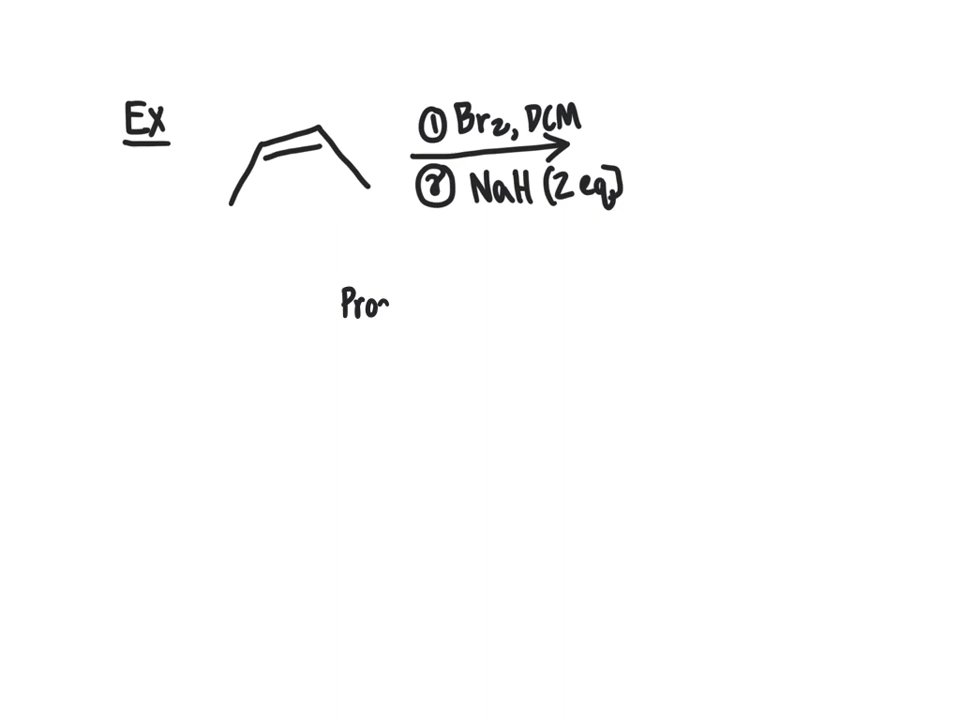 Ex
① Br₂, DCM
② NaH (2 eq)